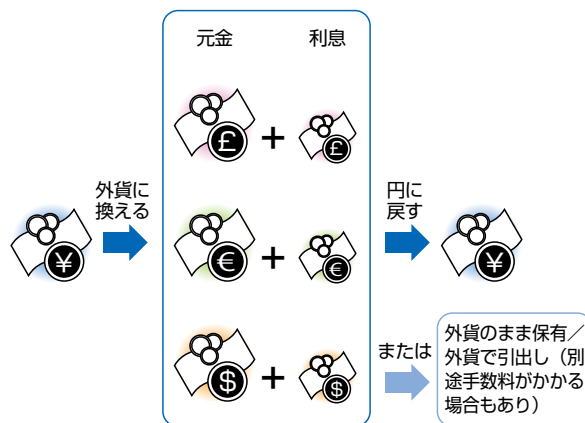 元金
利息
£
+
£
外貨に
換える
円に
戻す
¥
€
+
€
¥
$
+
$
または
外貨のまま保有／
外貨で引出し（別
途手数料がかかる
場合もあり）